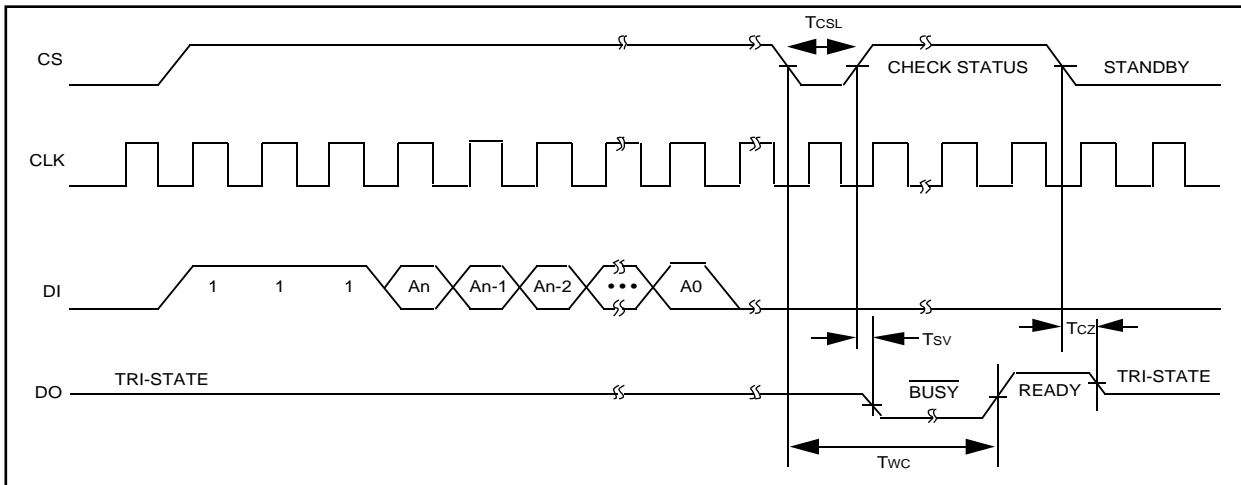 TCSL
CS
CHECK STATUS
STANDBY
CLK
DI
1 1 1 An An-1 An-2 ••• A0
TSV
TCZ
DO
TRI-STATE
BUSY
READY
TRI-STATE
TWC